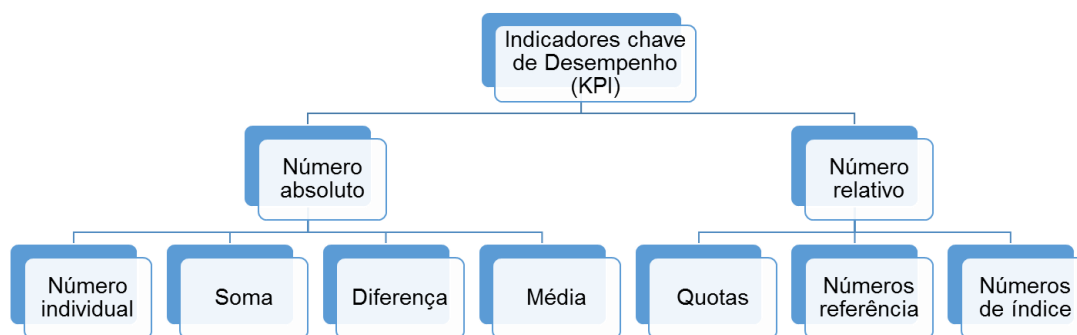 Indicadores chave
de Desempenho
(KPI)
Número
absoluto
Número
relativo
Número
individual
Soma
Diferença
Média
Quotas
Números
referência
Números
de índice